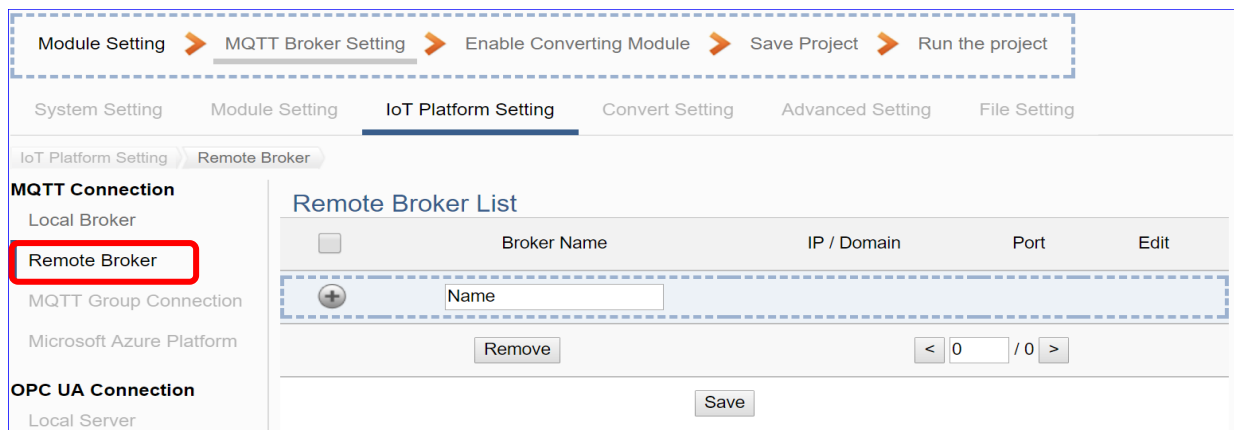 Module Setting MQTT Broker Setting Enable Converting Module Save Project Run the project
System Setting Module Setting IoT Platform Setting Convert Setting Advanced Setting File Setting
IoT Platform Setting Remote Broker
MQTT Connection
Local Broker
Remote Broker
MQTT Group Connection
Microsoft Azure Platform
OPC UA Connection
Local Server
Remote Broker List
Broker Name IP / Domain Port Edit
Name
Remove < 0 / 0 >
Save